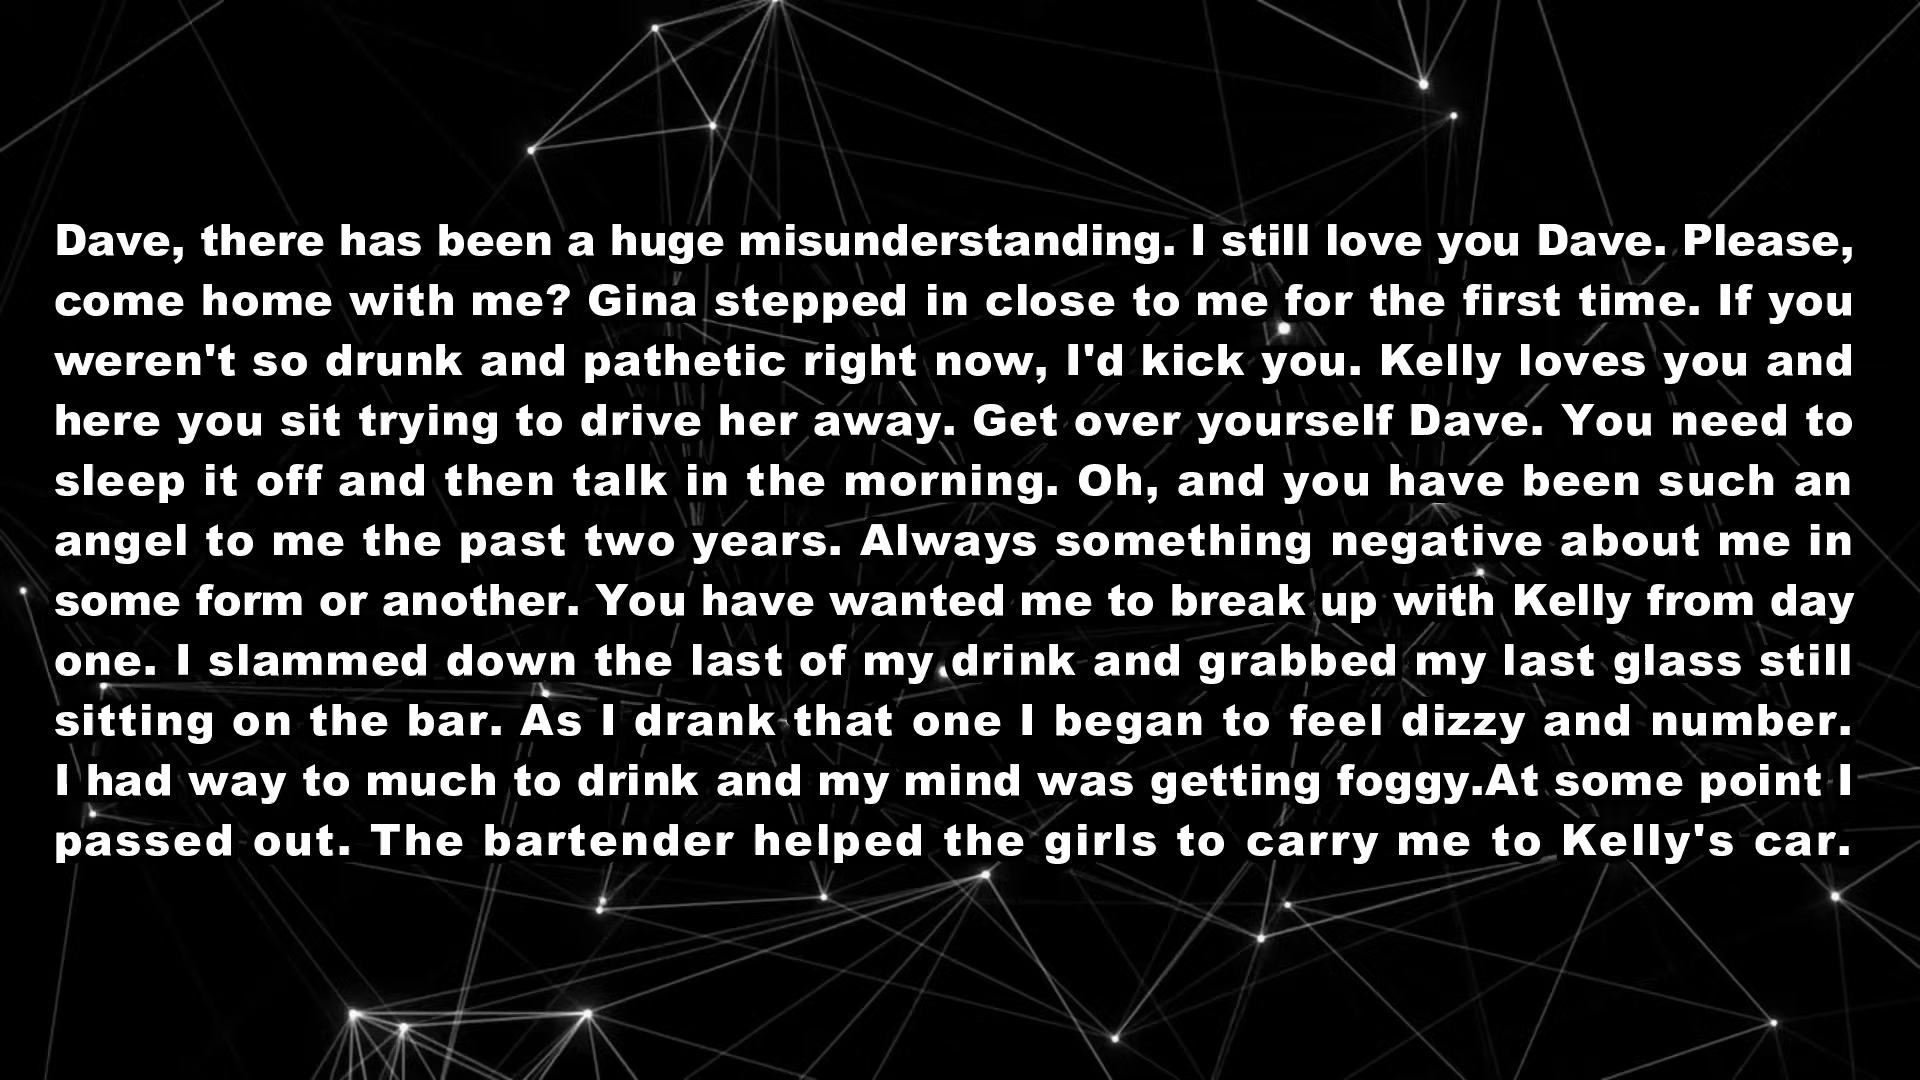 Dave, there has been a huge misunderstanding. I still love you Dave. Please,
come home with me? Gina stepped in close to me for the first time. If you
weren't so drunk and pathetic right now, I'd kick you. Kelly loves you and
here you sit trying to drive her away. Get over yourself Dave. You need to
sleep it off and then talk in the morning. Oh, and you have been such an
angel to me the past two years. Always something negative about me in
some form or another. You have wanted me to break up with Kelly from day
one. I slammed down the last of my drink and grabbed my last glass still
sitting on the bar. As I drank that one I began to feel dizzy and number.
I had way to much to drink and my mind was getting foggy.At some point I
passed out. The bartender helped the girls to carry me to Kelly's car.